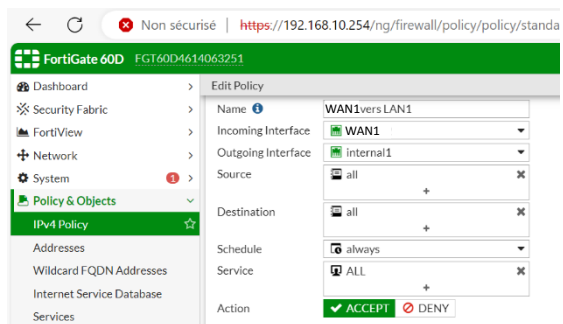 Non sécurisé | https://192.168.10.254/ng/firewall/policy/policy/standa
FortiGate 60D FGT60D4614063251
Dashboard
Security Fabric
FortiView
Network
System 1
Policy & Objects
IPv4 Policy
Addresses
Wildcard FQDN Addresses
Internet Service Database
Services
Edit Policy
Name WAN1vers LAN1
Incoming Interface WAN1
Outgoing Interface internal1
Source all
+
Destination all
+
Schedule always
Service ALL
+
Action ACCEPT DENY